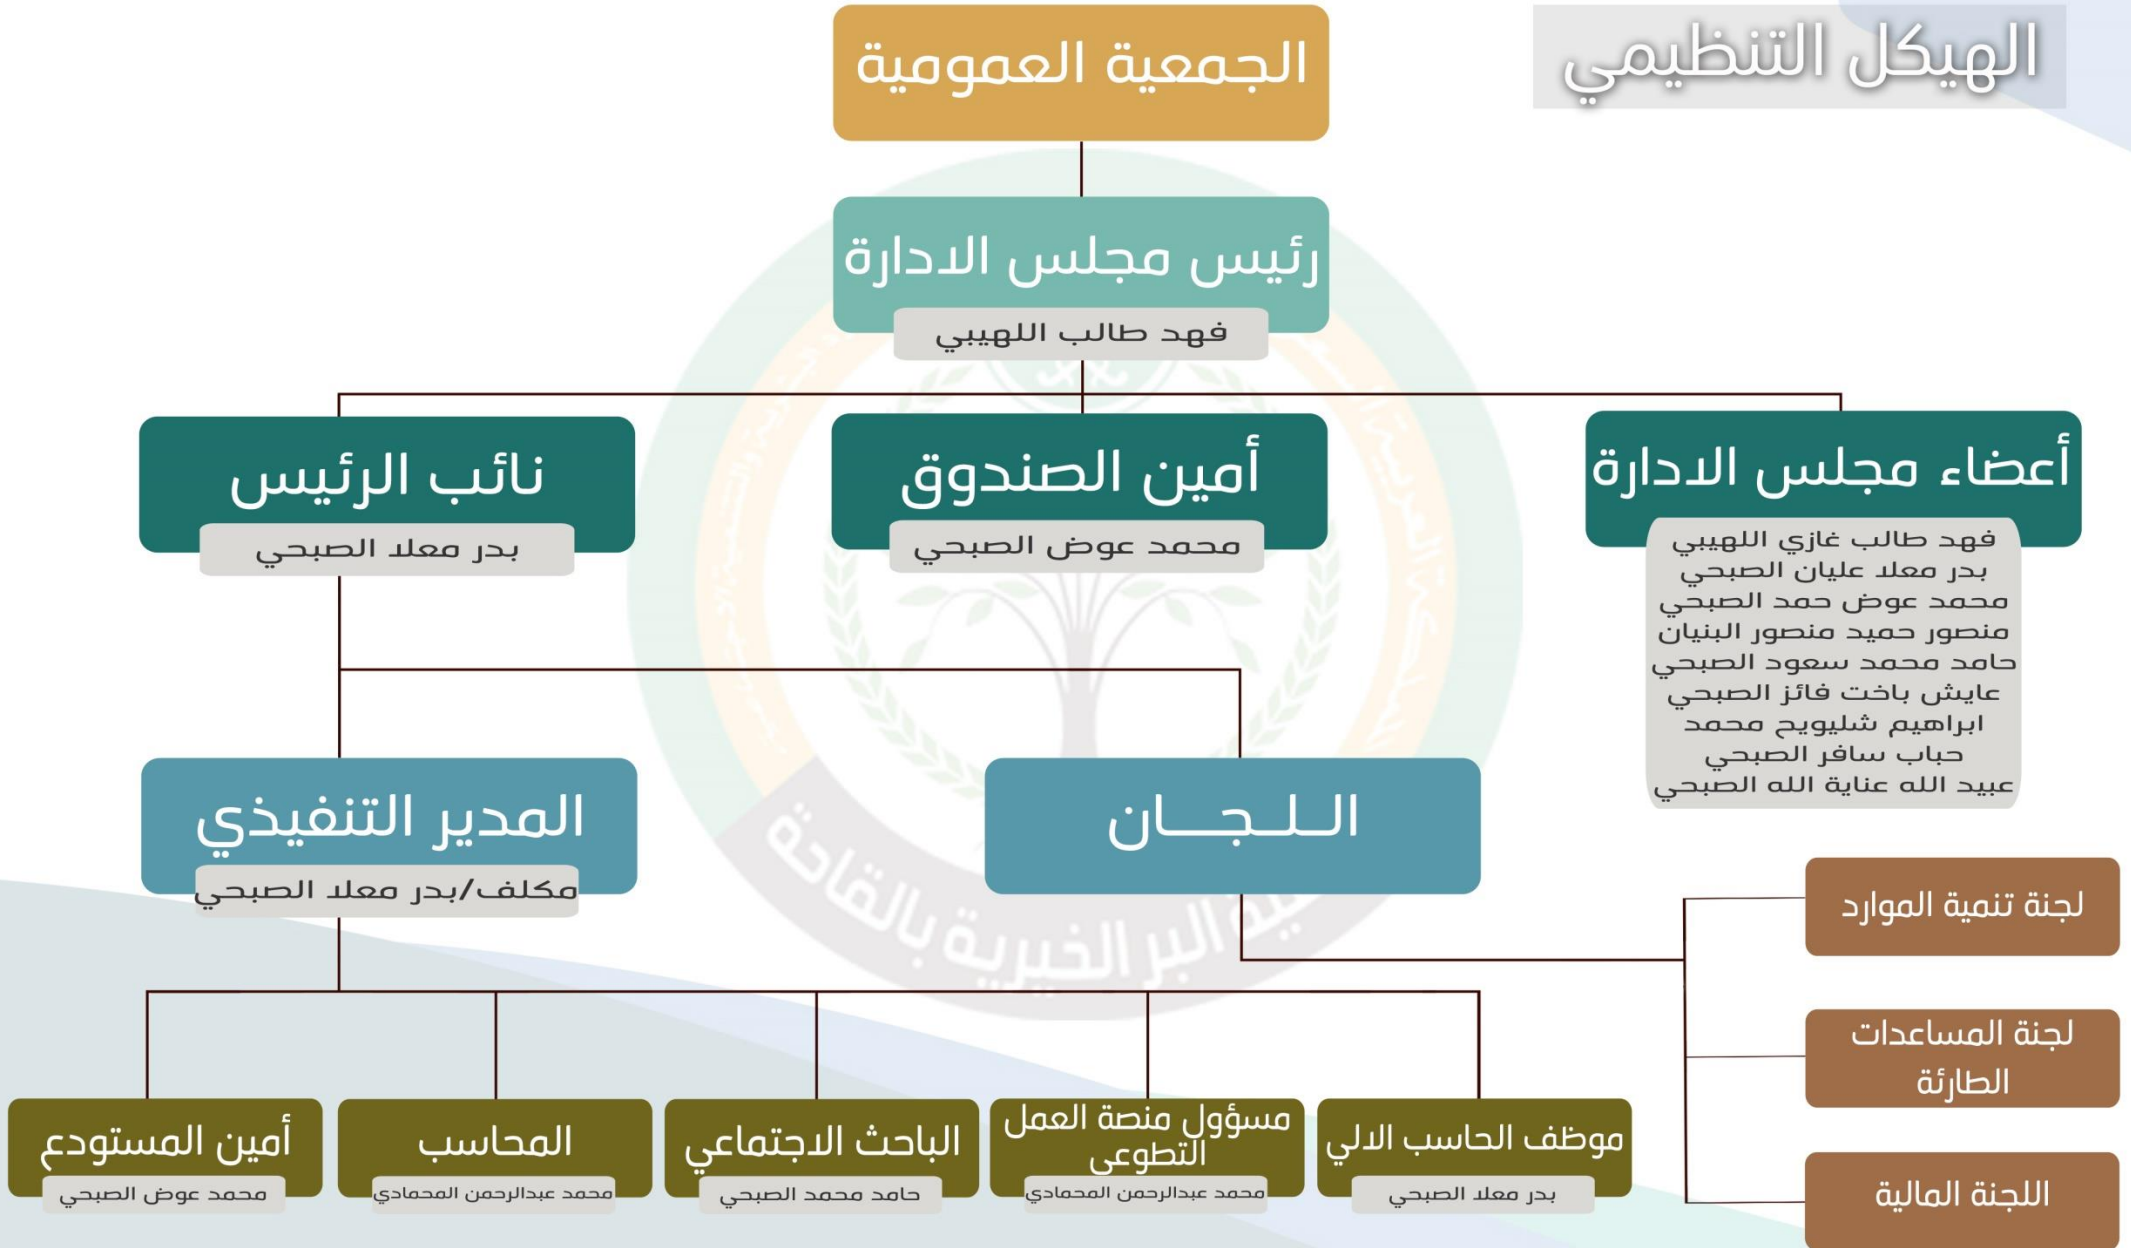 الهيكل التنظيمي
الجمعية العمومية
رئيس مجلس الادارة
فهد طالب اللهيبي
أعضاء مجلس الادارة
فهد طالب غازي اللهيبي
بدر معلا عليان الصبحي
محمد عوض حمد الصبحي
منصور حميد منصور البنيان
حامد محمد سعود الصبحي
عايش باخت فائز الصبحي
ابراهيم شليويح محمد
حباب سافر الصبحي
عبيد الله عناية الله الصبحي
أمين الصندوق
محمد عوض الصبحي
نائب الرئيس
بدر معلا الصبحي
اللجان
المدير التنفيذي
مكلف/بدر معلا الصبحي
لجنة تنمية الموارد
لجنة المساعدات
الطارئة
اللجنة المالية
موظف الحاسب الالي
بدر معلا الصبحي
مسؤول منصة العمل
التطوعي
محمد عبدالرحمن المحمادي
الباحث الاجتماعي
حامد محمد الصبحي
المحاسب
محمد عبدالرحمن المحمادي
أمين المستودع
محمد عوض الصبحي
البر الخيرية بالقاحة